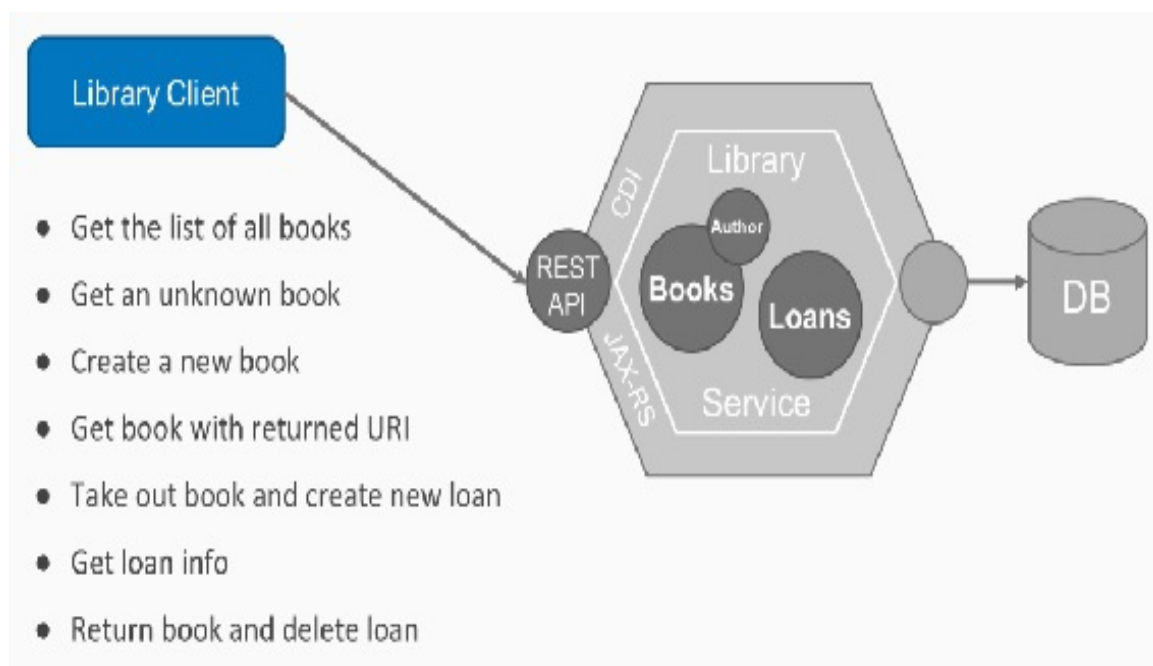 Library Client
Get the list of all books
Get an unknown book
Create a new book
Get book with returned URI
Take out book and create new loan
Get loan info
Return book and delete loan
REST
API
CDI
JAX-RS
Library
Author
Books
Loans
Service
DB